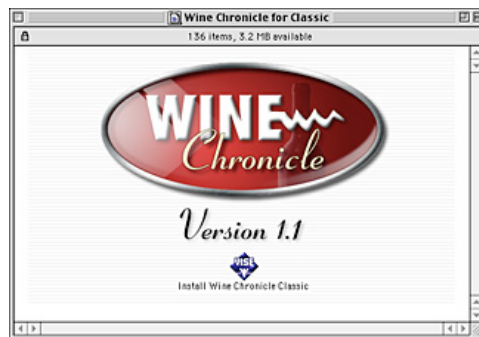 Wine Chronicle for Classic
136 items, 3.2 MB available
WINE
Chronicle
Version 1.1
VISE
Install Wine Chronicle Classic